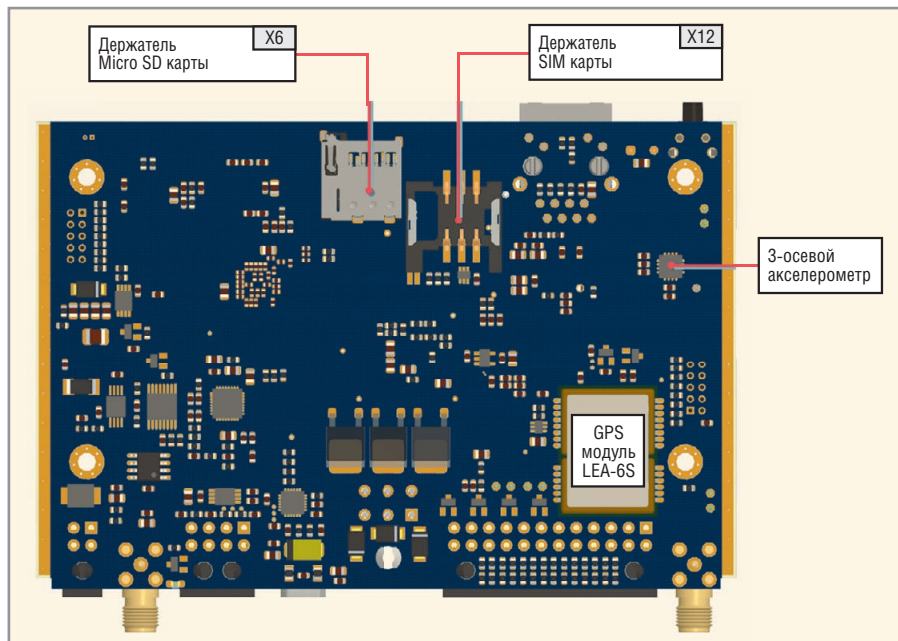 Держатель
Micro SD карты
X6
Держатель
SIM карты
X12
3-осевой
акселерометр
GPS
модуль
LEA-6S